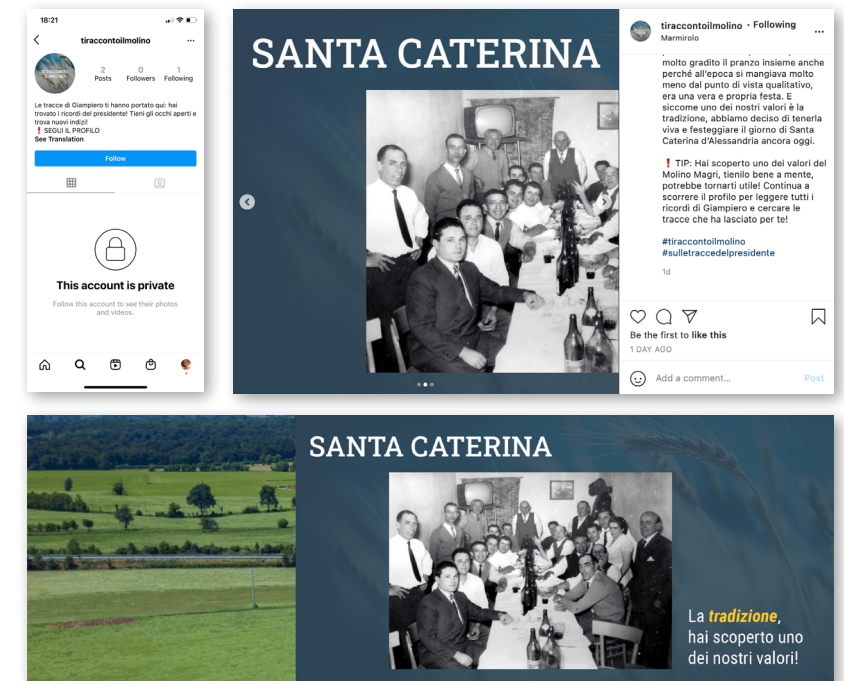 18:21
tiraccontoilmolino
2 Posts
0 Followers
1 Following
Le tracce di Giampiero ti hanno portato qui: hai
trovato i ricordi del presidente! Tieni gli occhi aperti e
trova nuovi indizi!
❗ SEGUI IL PROFILO
See Translation
Follow
This account is private
Follow this account to see their photos
and videos.
SANTA CATERINA
tiraccontoilmolino • Following
Marmirolo
molto gradito il pranzo insieme anche
perché all'epoca si mangiava molto
meno dal punto di vista qualitativo,
era una vera e propria festa. E
siccome uno dei nostri valori è la
tradizione, abbiamo deciso di tenerla
viva e festeggiare il giorno di Santa
Caterina d'Alessandria ancora oggi.
❗ TIP: Hai scoperto uno dei valori del
Molino Magri, tienilo bene a mente,
potrebbe tornarti utile! Continua a
scorrere il profilo per leggere tutti i
ricordi di Giampiero e cercare le
tracce che ha lasciato per te!
#tiraccontoilmolino
#sulletraccedelpresidente
1d
Be the first to like this
1 DAY AGO
Add a comment...
Post
SANTA CATERINA
La tradizione,
hai scoperto uno
dei nostri valori!